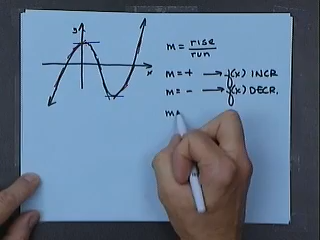 y
x
m = rise/run
m = + → f(x) INCR
m = - → f(x) DECR.
m